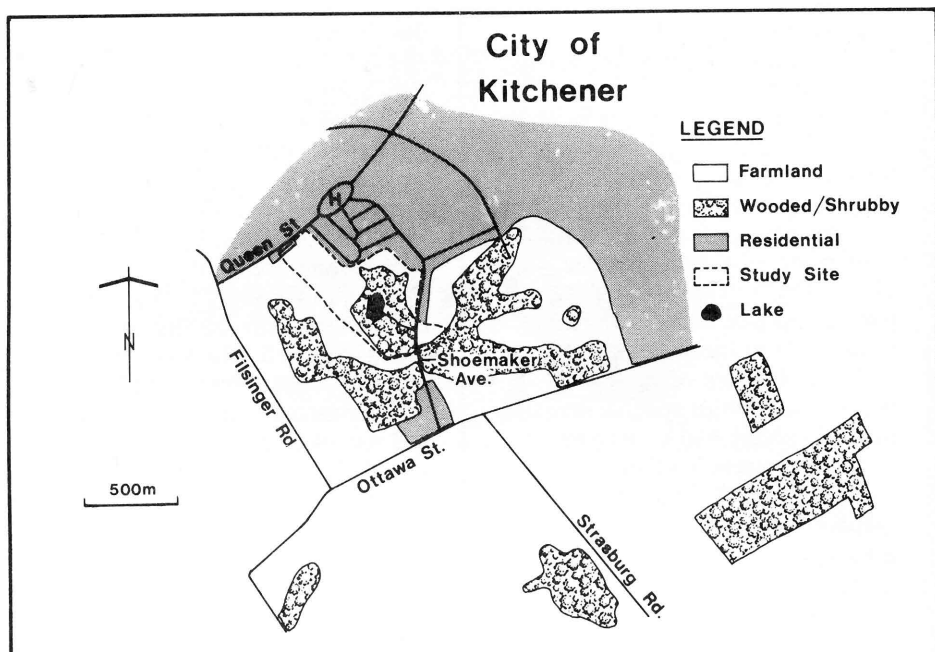 City of
Kitchener
LEGEND
Farmland
Wooded/Shrubby
Residential
Study Site
Lake
H
Queen St
N
Filsinger Rd
Shoemaker
Ave.
Ottawa St.
500m
Strasburg Rd.